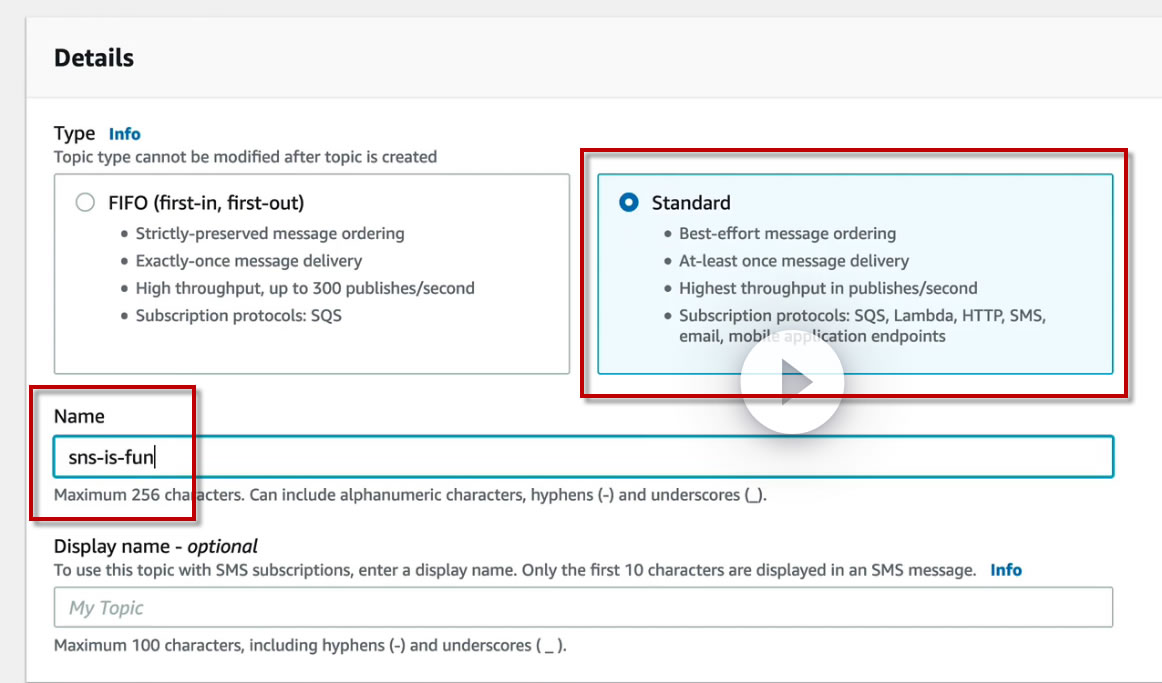 Details
Type Info
Topic type cannot be modified after topic is created
FIFO (first-in, first-out)
• Strictly-preserved message ordering
• Exactly-once message delivery
• High throughput, up to 300 publishes/second
• Subscription protocols: SQS
Standard
• Best-effort message ordering
• At-least once message delivery
• Highest throughput in publishes/second
• Subscription protocols: SQS, Lambda, HTTP, SMS,
email, mobile application endpoints
Name
sns-is-fun
Maximum 256 characters. Can include alphanumeric characters, hyphens (-) and underscores (_).
Display name - optional
To use this topic with SMS subscriptions, enter a display name. Only the first 10 characters are displayed in an SMS message. Info
My Topic
Maximum 100 characters, including hyphens (-) and underscores ( _ ).